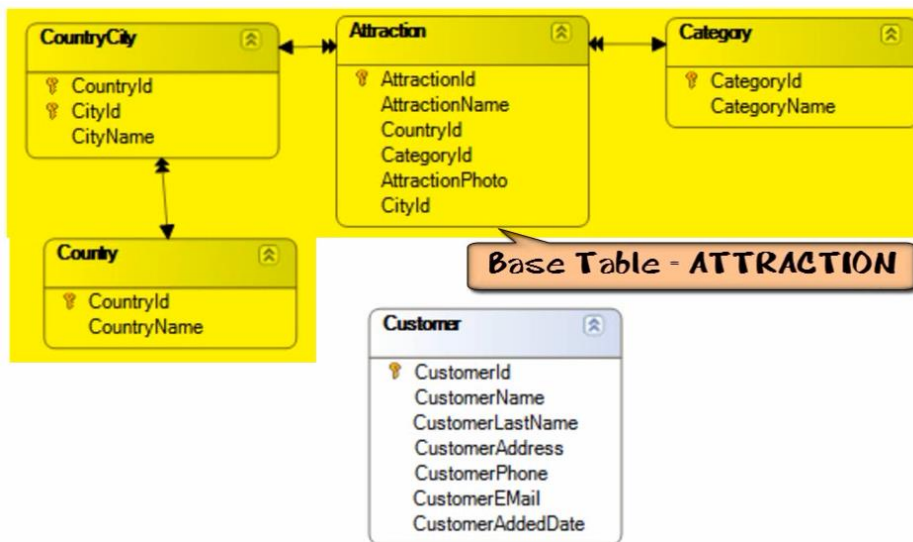 CountryCity
CountryId
CityId
CityName
Attraction
AttractionId
AttractionName
CountryId
CategoryId
AttractionPhoto
CityId
Category
CategoryId
CategoryName
Country
CountryId
CountryName
Base Table = ATTRACTION
Customer
CustomerId
CustomerName
CustomerLastName
CustomerAddress
CustomerPhone
CustomerEMail
CustomerAddedDate